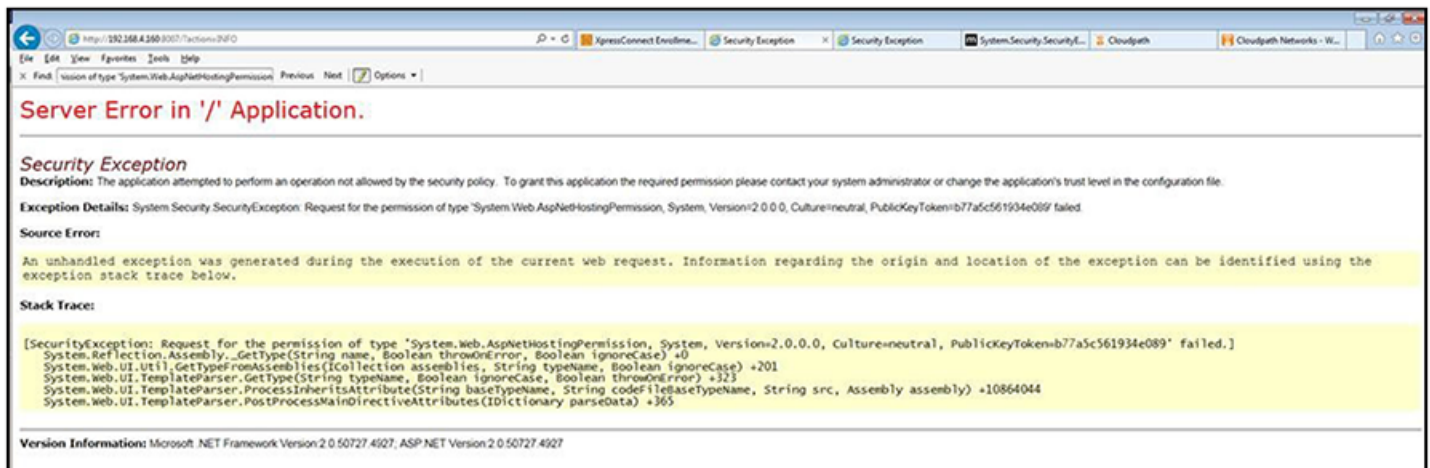 http://192.168.4.160:8007/?action=INFO
XpressConnect Enrollme...
Security Exception
Security Exception
System.Security.SecurityE...
Cloudpath
Cloudpath Networks - W...
File Edit View Favorites Tools Help
x Find: ission of type 'System.Web.AspNetHostingPermission Previous Next Options
Server Error in '/' Application.
Security Exception
Description: The application attempted to perform an operation not allowed by the security policy. To grant this application the required permission please contact your system administrator or change the application's trust level in the configuration file.
Exception Details: System.Security.SecurityException: Request for the permission of type 'System.Web.AspNetHostingPermission, System, Version=2.0.0.0, Culture=neutral, PublicKeyToken=b77a5c561934e089' failed.
Source Error:
An unhandled exception was generated during the execution of the current web request. Information regarding the origin and location of the exception can be identified using the
exception stack trace below.
Stack Trace:
[SecurityException: Request for the permission of type 'System.Web.AspNetHostingPermission, System, Version=2.0.0.0, Culture=neutral, PublicKeyToken=b77a5c561934e089' failed.]
System.Reflection.Assembly._GetType(String name, Boolean throwOnError, Boolean ignoreCase) +0
System.Web.UI.Util.GetTypeFromAssemblies(ICollection assemblies, String typeName, Boolean ignoreCase) +201
System.Web.UI.TemplateParser.GetType(String typeName, Boolean ignoreCase, Boolean throwOnError) +323
System.Web.UI.TemplateParser.ProcessInheritsAttribute(String baseTypeName, String codeFileBaseTypeName, String src, Assembly assembly) +10864044
System.Web.UI.TemplateParser.PostProcessMainDirectiveAttributes(IDictionary parseData) +365
Version Information: Microsoft .NET Framework Version:2.0.50727.4927; ASP.NET Version:2.0.50727.4927